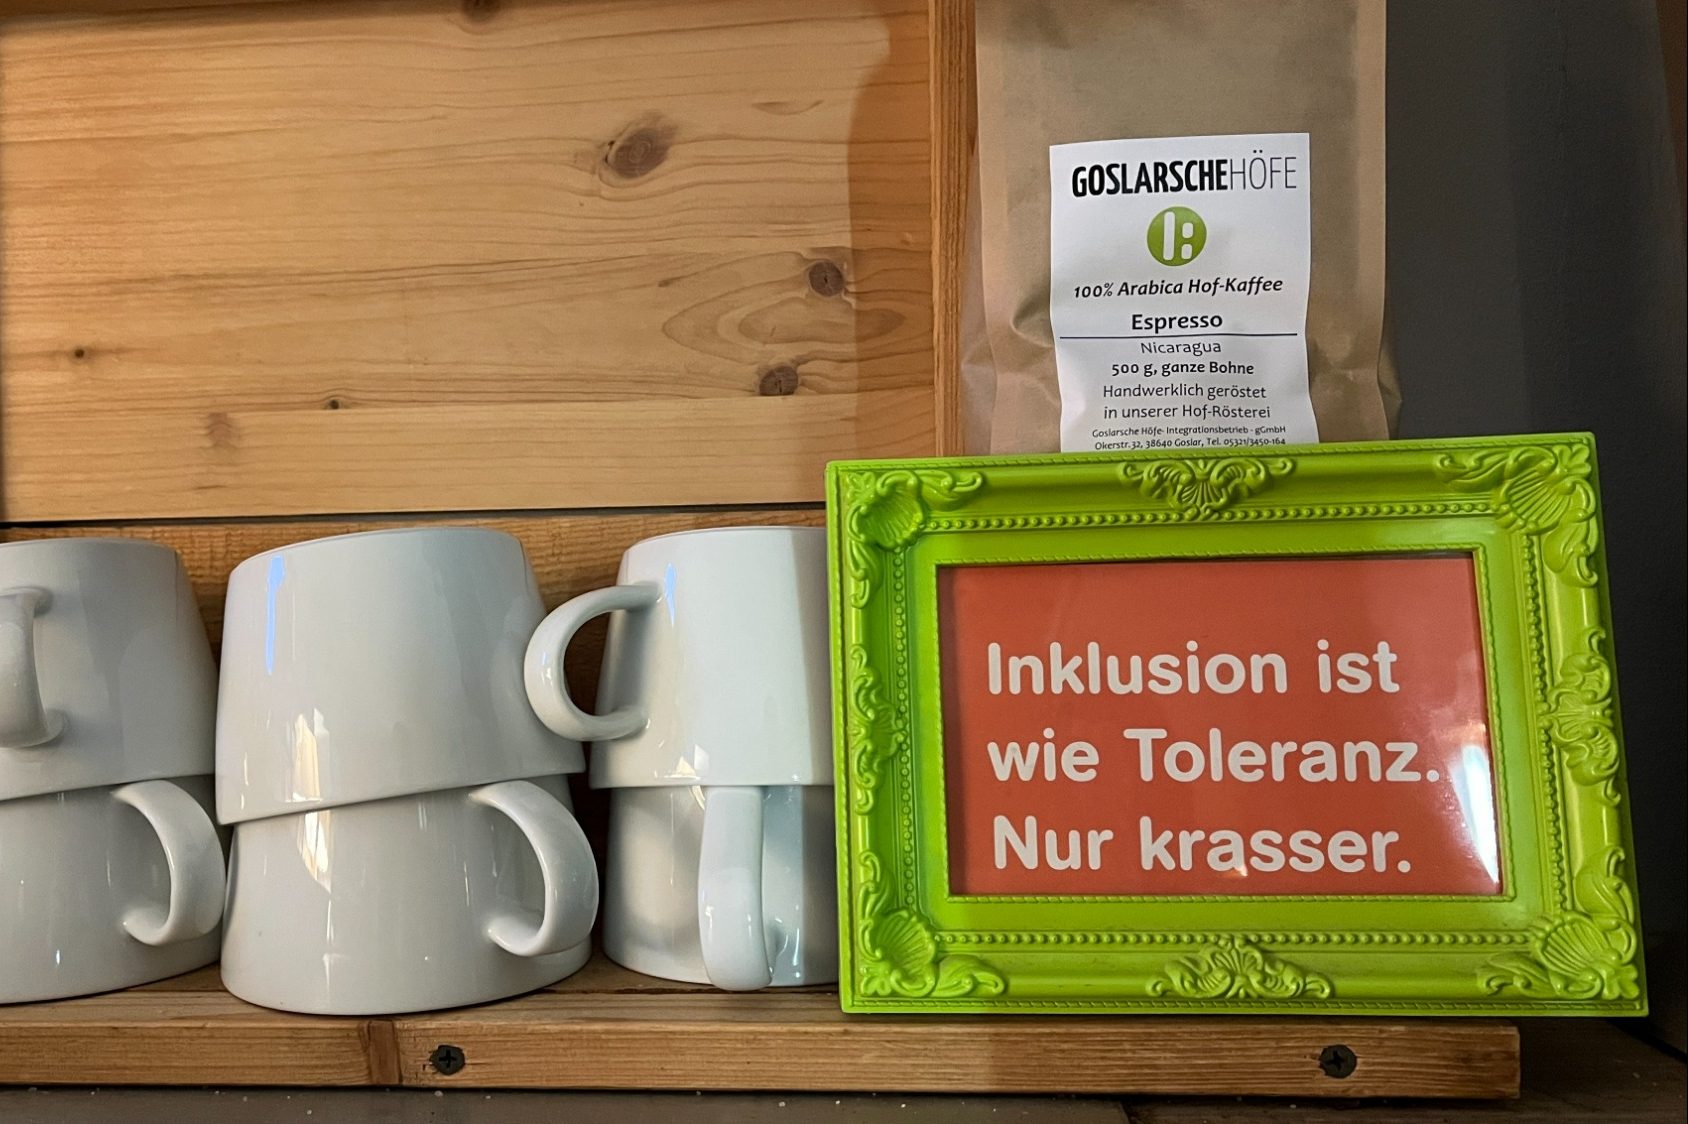 GOSLARSCHEHÖFE
100% Arabica Hof-Kaffee
Espresso
Nicaragua
500 g, ganze Bohne
Handwerklich geröstet
in unserer Hof-Rösterei
Goslarsche Höfe- Integrationsbetrieb - gGmbH
Okerstr. 32, 38640 Goslar, Tel. 05321/3450-164
Inklusion ist
wie Toleranz.
Nur krasser.